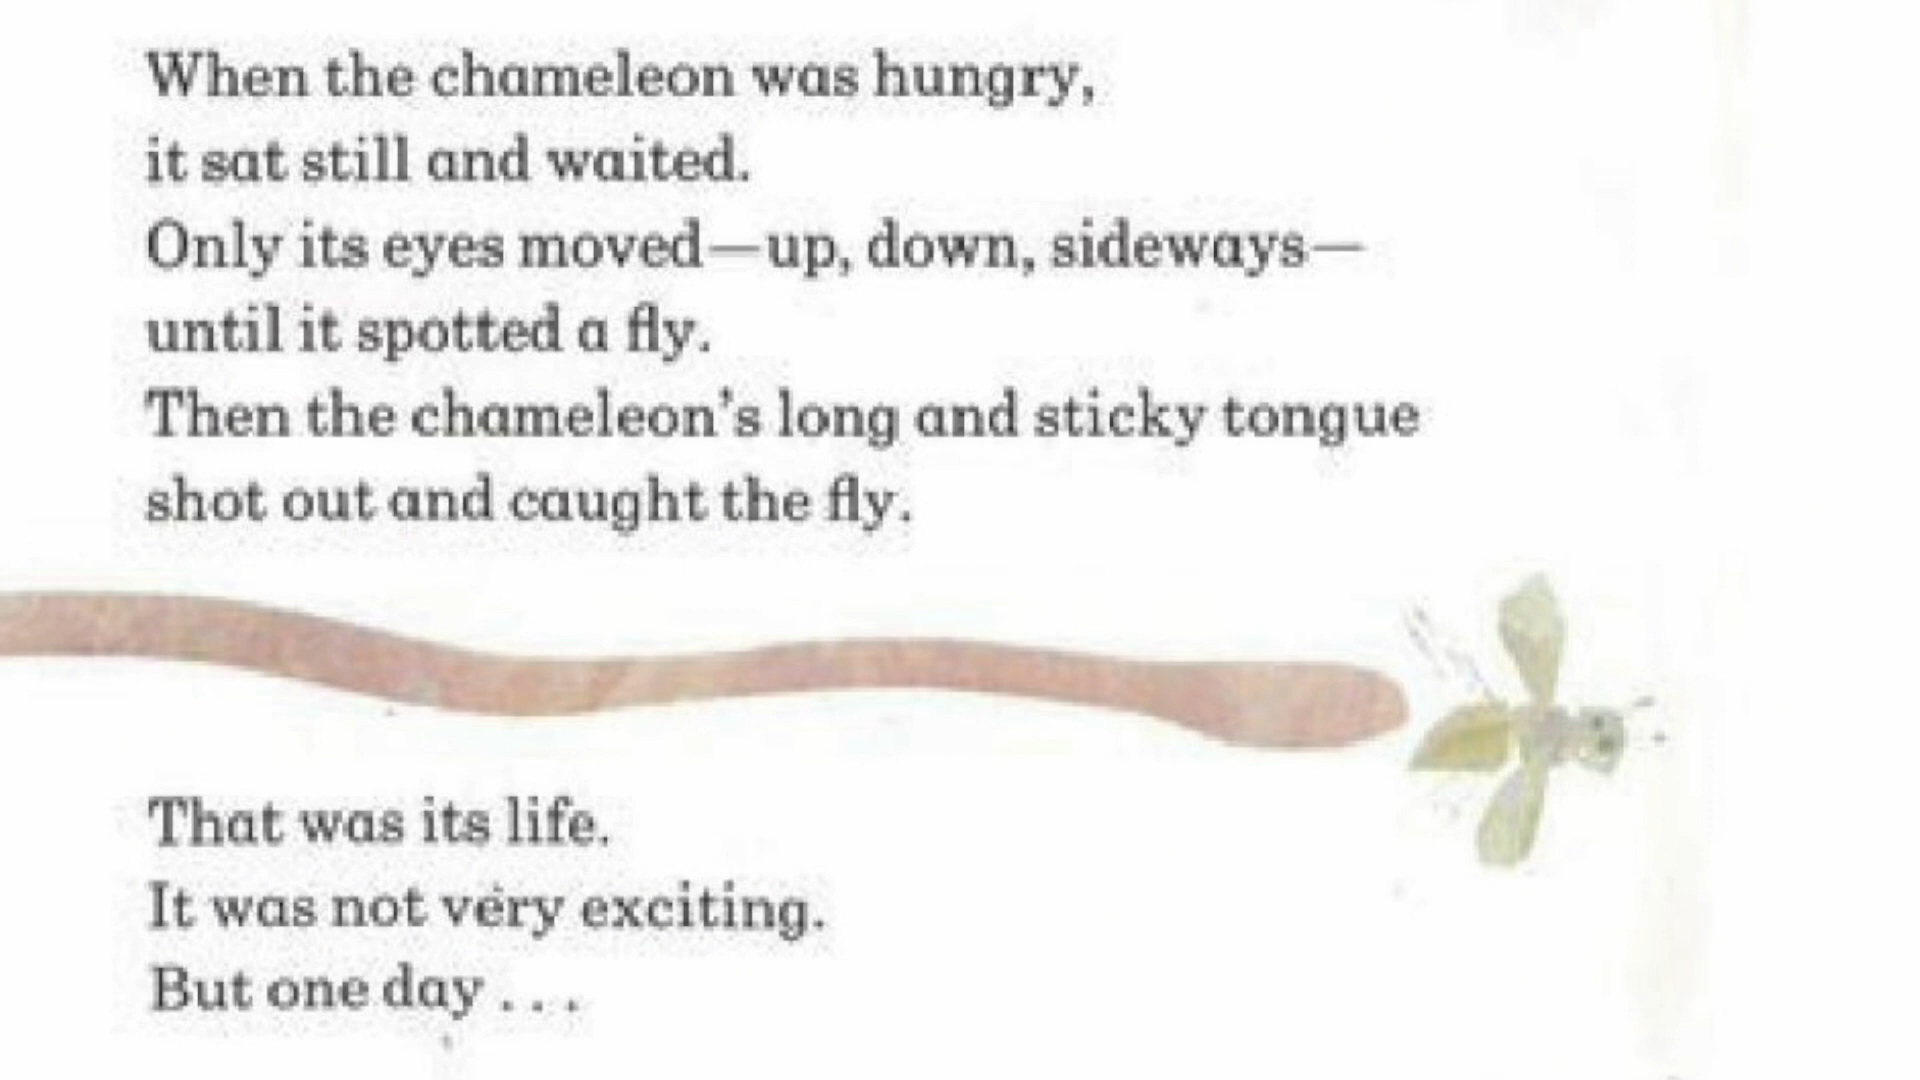 When the chameleon was hungry,
it sat still and waited.
Only its eyes moved—up, down, sideways—
until it spotted a fly.
Then the chameleon’s long and sticky tongue
shot out and caught the fly.
That was its life.
It was not very exciting.
But one day . . .